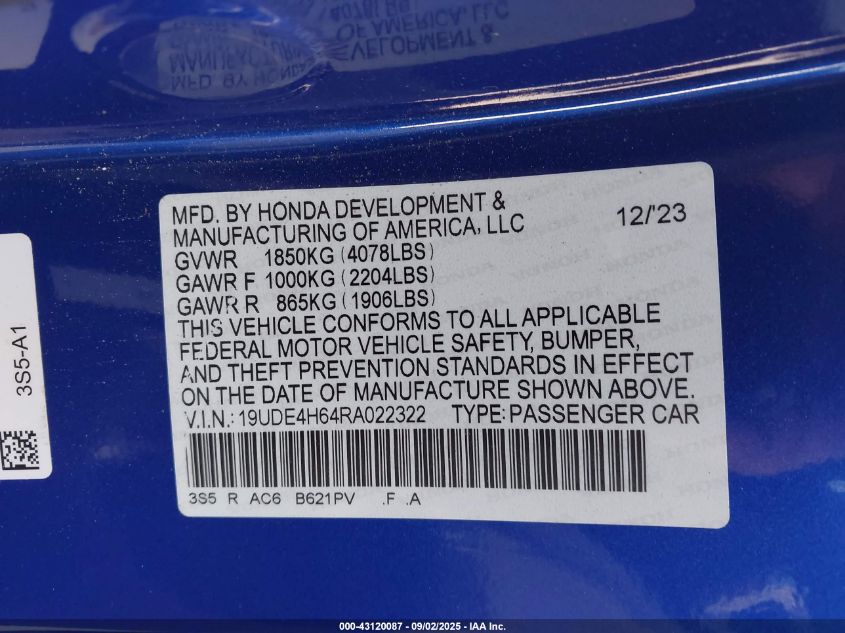 MFD. BY HONDA DEVELOPMENT &
MANUFACTURING OF AMERICA, LLC 12/'23
GVWR 1850KG (4078LBS)
GAWR F 1000KG (2204LBS)
GAWR R 865KG (1906LBS)
THIS VEHICLE CONFORMS TO ALL APPLICABLE
FEDERAL MOTOR VEHICLE SAFETY, BUMPER,
AND THEFT PREVENTION STANDARDS IN EFFECT
ON THE DATE OF MANUFACTURE SHOWN ABOVE.
V.I.N.: 19UDE4H64RA022322 TYPE: PASSENGER CAR
3S5 R AC6 B621PV .F .A
3S5-A1
000-43120087 - 09/02/2025 - IAA Inc.